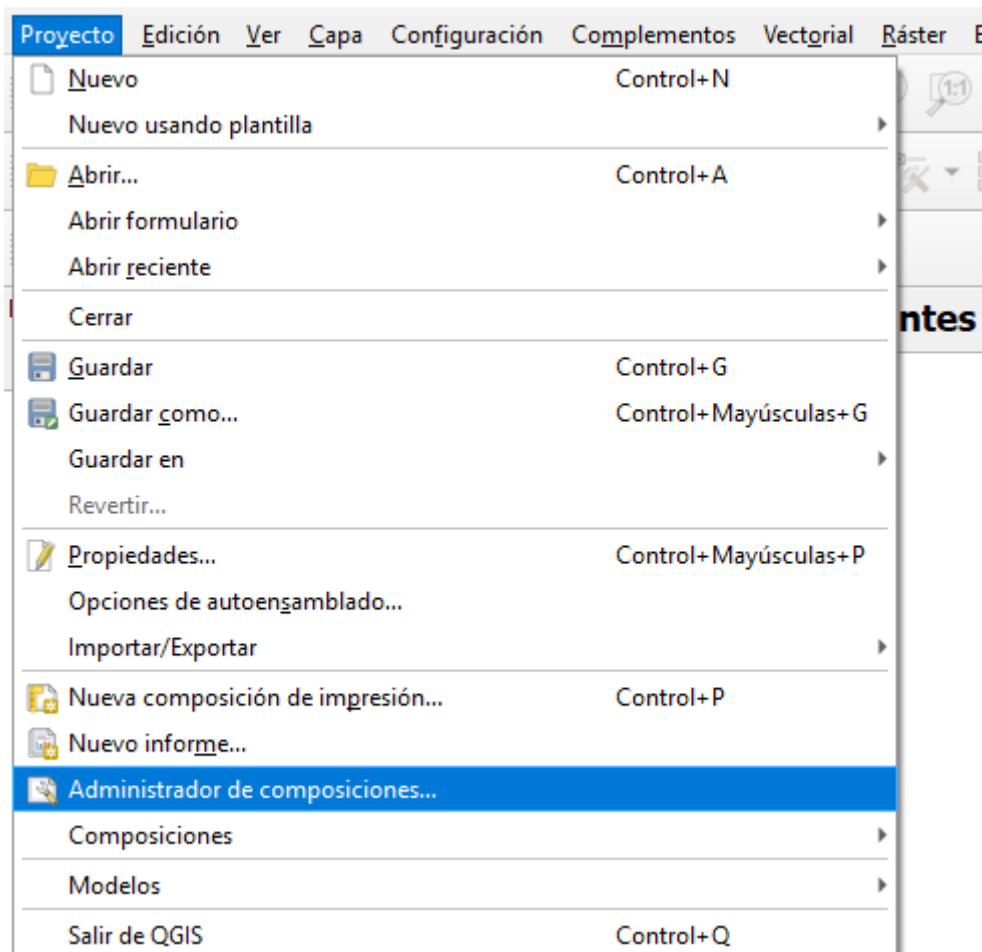 Proyecto Edición Ver Capa Configuración Complementos Vectorial Ráster
Nuevo Control+N
1:1
Nuevo usando plantilla
Abrir... Control+A
Abrir formulario
Abrir reciente
Cerrar
ntes
Guardar Control+G
Guardar como... Control+Mayúsculas+G
Guardar en
Revertir...
Propiedades... Control+Mayúsculas+P
Opciones de autoensamblado...
Importar/Exportar
Nueva composición de impresión... Control+P
Nuevo informe...
Administrador de composiciones...
Composiciones
Modelos
Salir de QGIS Control+Q